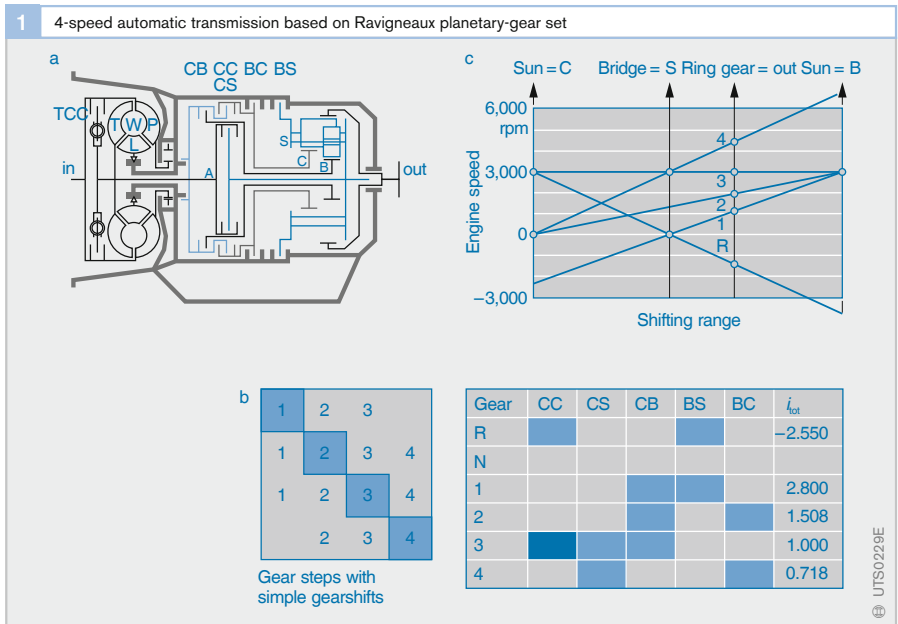 1 4-speed automatic transmission based on Ravigneaux planetary-gear set
a
CB CC BC BS
CS
TCC
T W P
L
S
C
B
A
in
out
c
Sun = C Bridge = S Ring gear = out Sun = B
6,000
rpm
3,000
0
−3,000
Engine speed
4
3
2
1
R
Shifting range
b
1 2 3
1 2 3 4
1 2 3 4
2 3 4
Gear steps with
simple gearshifts
Gear CC CS CB BS BC itot
R −2.550
N
1 2.800
2 1.508
3 1.000
4 0.718
UTS0229E